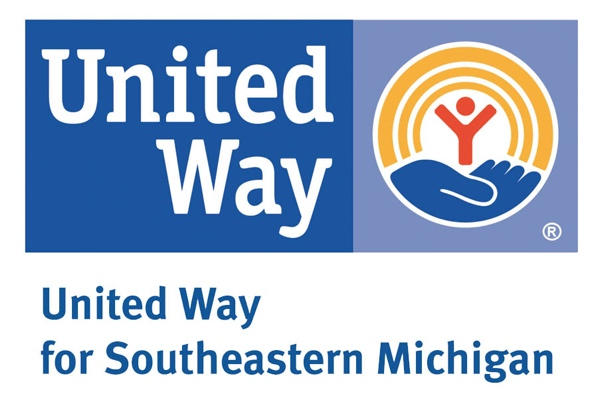 United
Way
®
United Way
for Southeastern Michigan